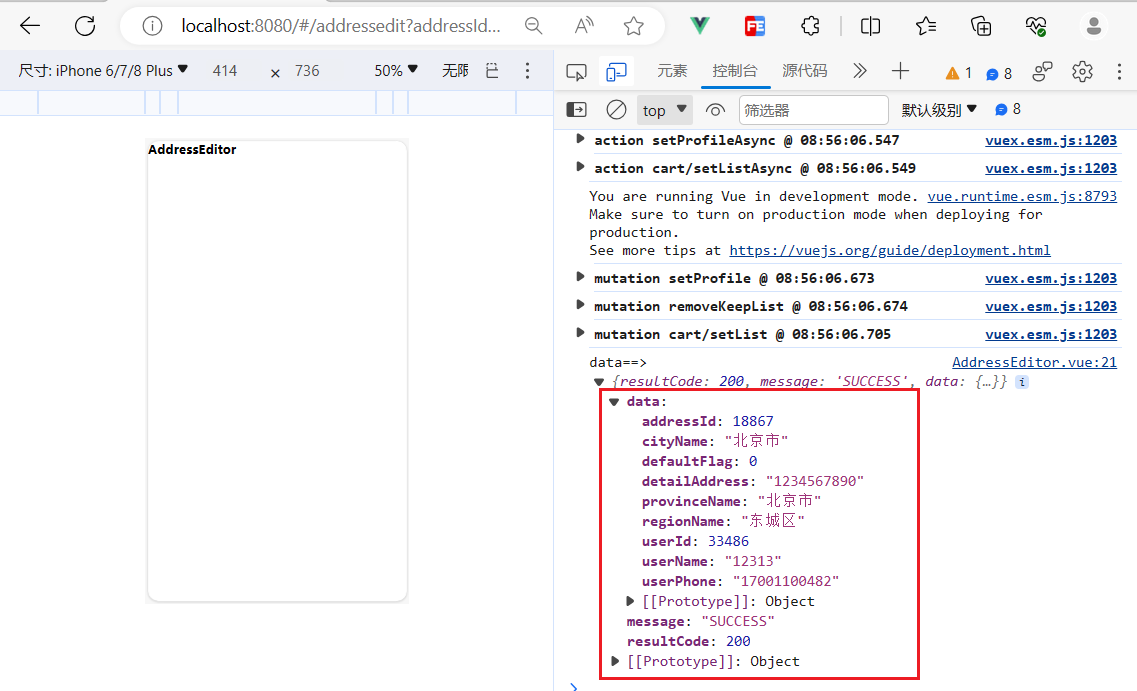 localhost:8080/#/addressedit?addressId...
尺寸: iPhone 6/7/8 Plus 414 × 736 50% 无限
元素 控制台 源代码 1 8
top 筛选器 默认级别 8
AddressEditor
action setProfileAsync @ 08:56:06.547 vuex.esm.js:1203
action cart/setListAsync @ 08:56:06.549 vuex.esm.js:1203
You are running Vue in development mode. vue.runtime.esm.js:8793
Make sure to turn on production mode when deploying for
production.
See more tips at https://vuejs.org/guide/deployment.html
mutation setProfile @ 08:56:06.673 vuex.esm.js:1203
mutation removeKeepList @ 08:56:06.674 vuex.esm.js:1203
mutation cart/setList @ 08:56:06.705 vuex.esm.js:1203
data==> AddressEditor.vue:21
{resultCode: 200, message: 'SUCCESS', data: {…}} i
data:
addressId: 18867
cityName: "北京市"
defaultFlag: 0
detailAddress: "1234567890"
provinceName: "北京市"
regionName: "东城区"
userId: 33486
userName: "12313"
userPhone: "17001100482"
[[Prototype]]: Object
message: "SUCCESS"
resultCode: 200
[[Prototype]]: Object